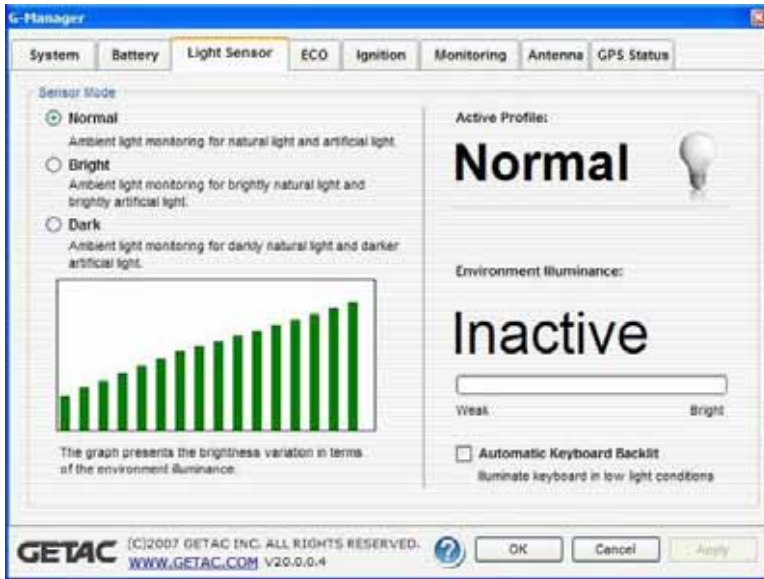 G-Manager
System Battery Light Sensor ECO Ignition Monitoring Antenna GPS Status
Sensor Mode
Normal
Ambient light monitoring for natural light and artificial light.
Bright
Ambient light monitoring for brightly natural light and
brightly artificial light.
Dark
Ambient light monitoring for darkly natural light and darker
artificial light.
The graph presents the brightness variation in terms
of the environment illuminance.
Active Profile:
Normal
Environment Illuminance:
Inactive
Weak Bright
Automatic Keyboard Backlit
Illuminate keyboard in low light conditions
GETAC (C)2007 GETAC INC. ALL RIGHTS RESERVED.
WWW.GETAC.COM V20.0.0.4
OK Cancel Apply